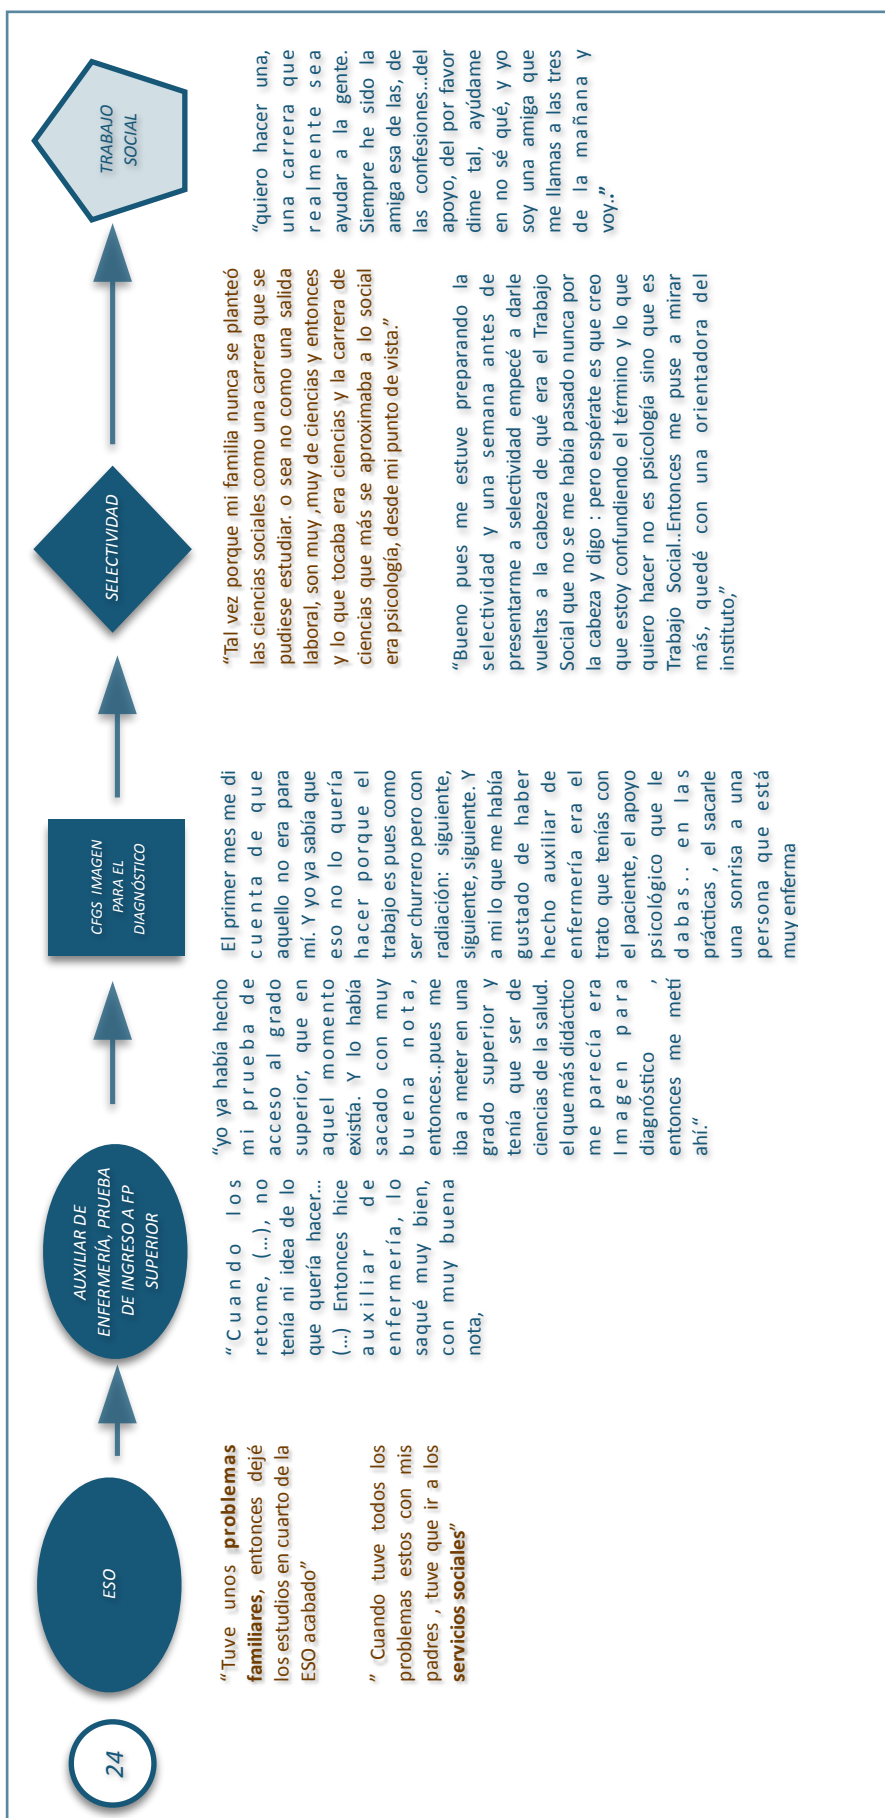 24
ESO
AUXILIAR DE
ENFERMERÍA, PRUEBA
DE INGRESO A FP
SUPERIOR
CFGS IMAGEN
PARA EL
DIAGNÓSTICO
SELECTIVIDAD
TRABAJO
SOCIAL
“Tuve unos problemas
familiares, entonces dejé
los estudios en cuarto de la
ESO acabado”
” Cuando tuve todos los
problemas estos con mis
padres , tuve que ir a los
servicios sociales”
“Cuando los
retome, (...), no
tenía ni idea de lo
que quería hacer...
(...) Entonces hice
auxiliar de
enfermería, lo
saqué muy bien,
con muy buena
nota,
“yo ya había hecho
mi prueba de
acceso al grado
superior, que en
aquel momento
existía. Y lo había
sacado con muy
buena nota,
entonces..pues me
iba a meter en una
grado superior y
tenía que ser de
ciencias de la salud.
el que más didáctico
me parecía era
Imagen para
diagnóstico ,
entonces me metí
ahí.“
El primer mes me di
cuenta de que
aquello no era para
mí. Y yo ya sabía que
eso no lo quería
hacer porque el
trabajo es pues como
ser churrero pero con
radiación: siguiente,
siguiente, siguiente. Y
a mi lo que me había
gustado de haber
hecho auxiliar de
enfermería era el
trato que tenías con
el paciente, el apoyo
psicológico que le
dabas.. en las
prácticas , el sacarle
una sonrisa a una
persona que está
muy enferma
“Tal vez porque mi familia nunca se planteó
las ciencias sociales como una carrera que se
pudiese estudiar. o sea no como una salida
laboral, son muy ,muy de ciencias y entonces
y lo que tocaba era ciencias y la carrera de
ciencias que más se aproximaba a lo social
era psicología, desde mi punto de vista.”
“Bueno pues me estuve preparando la
selectividad y una semana antes de
presentarme a selectividad empecé a darle
vueltas a la cabeza de qué era el Trabajo
Social que no se me había pasado nunca por
la cabeza y digo : pero espérate es que creo
que estoy confundiendo el término y lo que
quiero hacer no es psicología sino que es
Trabajo Social..Entonces me puse a mirar
más, quedé con una orientadora del
instituto,”
“quiero hacer una,
una carrera que
realmente sea
ayudar a la gente.
Siempre he sido la
amiga esa de las, de
las confesiones...del
apoyo, del por favor
dime tal, ayúdame
en no sé qué, y yo
soy una amiga que
me llamas a las tres
de la mañana y
voy..”